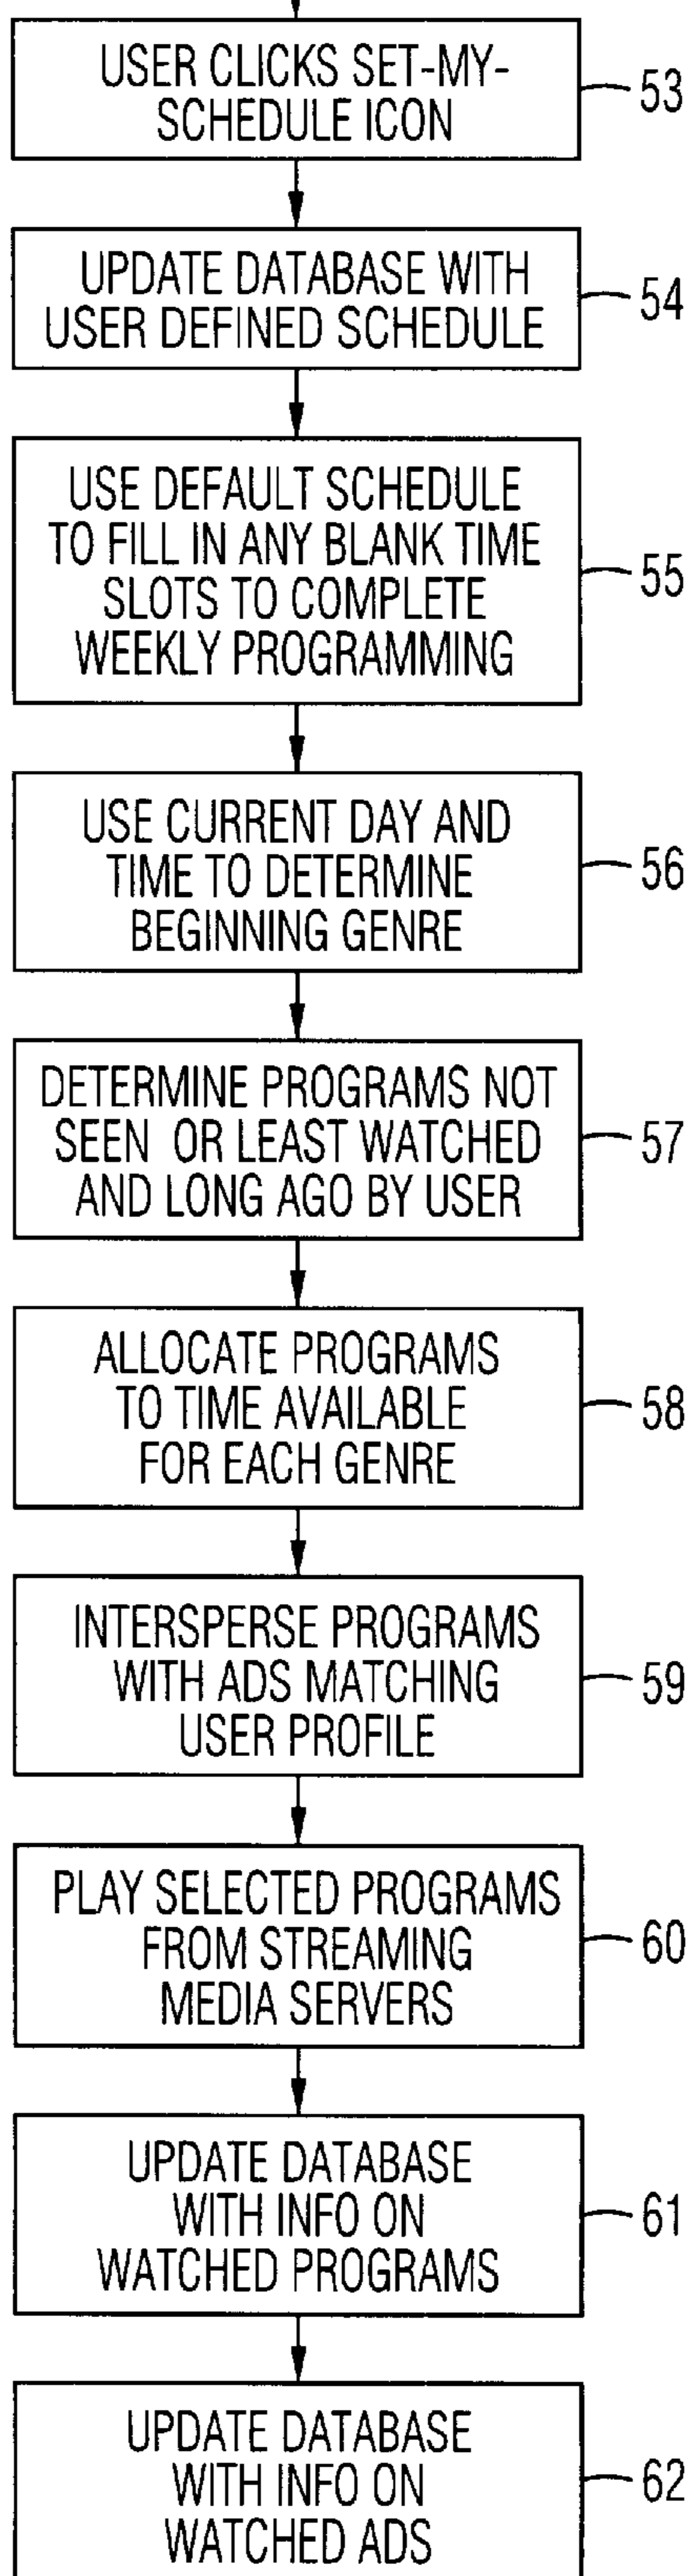 USER CLICKS SET-MY-
SCHEDULE ICON
53
UPDATE DATABASE WITH
USER DEFINED SCHEDULE
54
USE DEFAULT SCHEDULE
TO FILL IN ANY BLANK TIME
SLOTS TO COMPLETE
WEEKLY PROGRAMMING
55
USE CURRENT DAY AND
TIME TO DETERMINE
BEGINNING GENRE
56
DETERMINE PROGRAMS NOT
SEEN OR LEAST WATCHED
AND LONG AGO BY USER
57
ALLOCATE PROGRAMS
TO TIME AVAILABLE
FOR EACH GENRE
58
INTERSPERSE PROGRAMS
WITH ADS MATCHING
USER PROFILE
59
PLAY SELECTED PROGRAMS
FROM STREAMING
MEDIA SERVERS
60
UPDATE DATABASE
WITH INFO ON
WATCHED PROGRAMS
61
UPDATE DATABASE
WITH INFO ON
WATCHED ADS
62